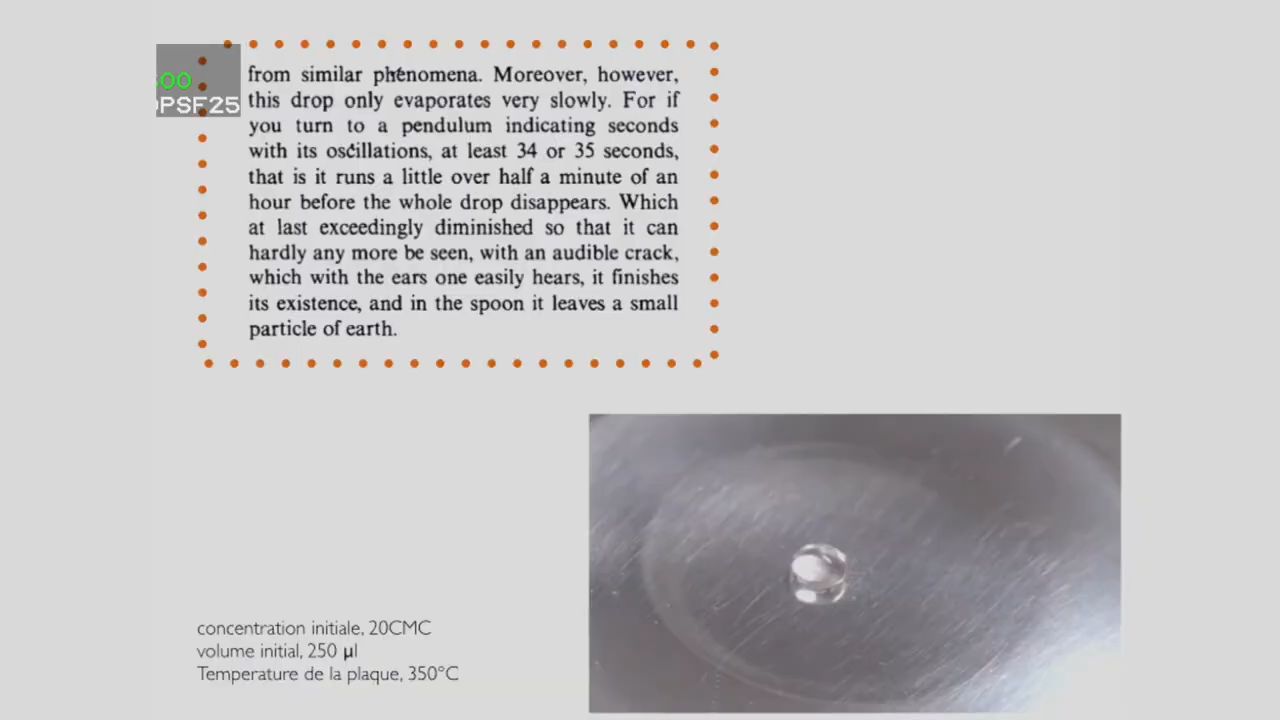 500
PSF25
from similar phenomena. Moreover, however,
this drop only evaporates very slowly. For if
you turn to a pendulum indicating seconds
with its oscillations, at least 34 or 35 seconds,
that is it runs a little over half a minute of an
hour before the whole drop disappears. Which
at last exceedingly diminished so that it can
hardly any more be seen, with an audible crack,
which with the ears one easily hears, it finishes
its existence, and in the spoon it leaves a small
particle of earth.
concentration initiale, 20CMC
volume initial, 250 µl
Temperature de la plaque, 350°C